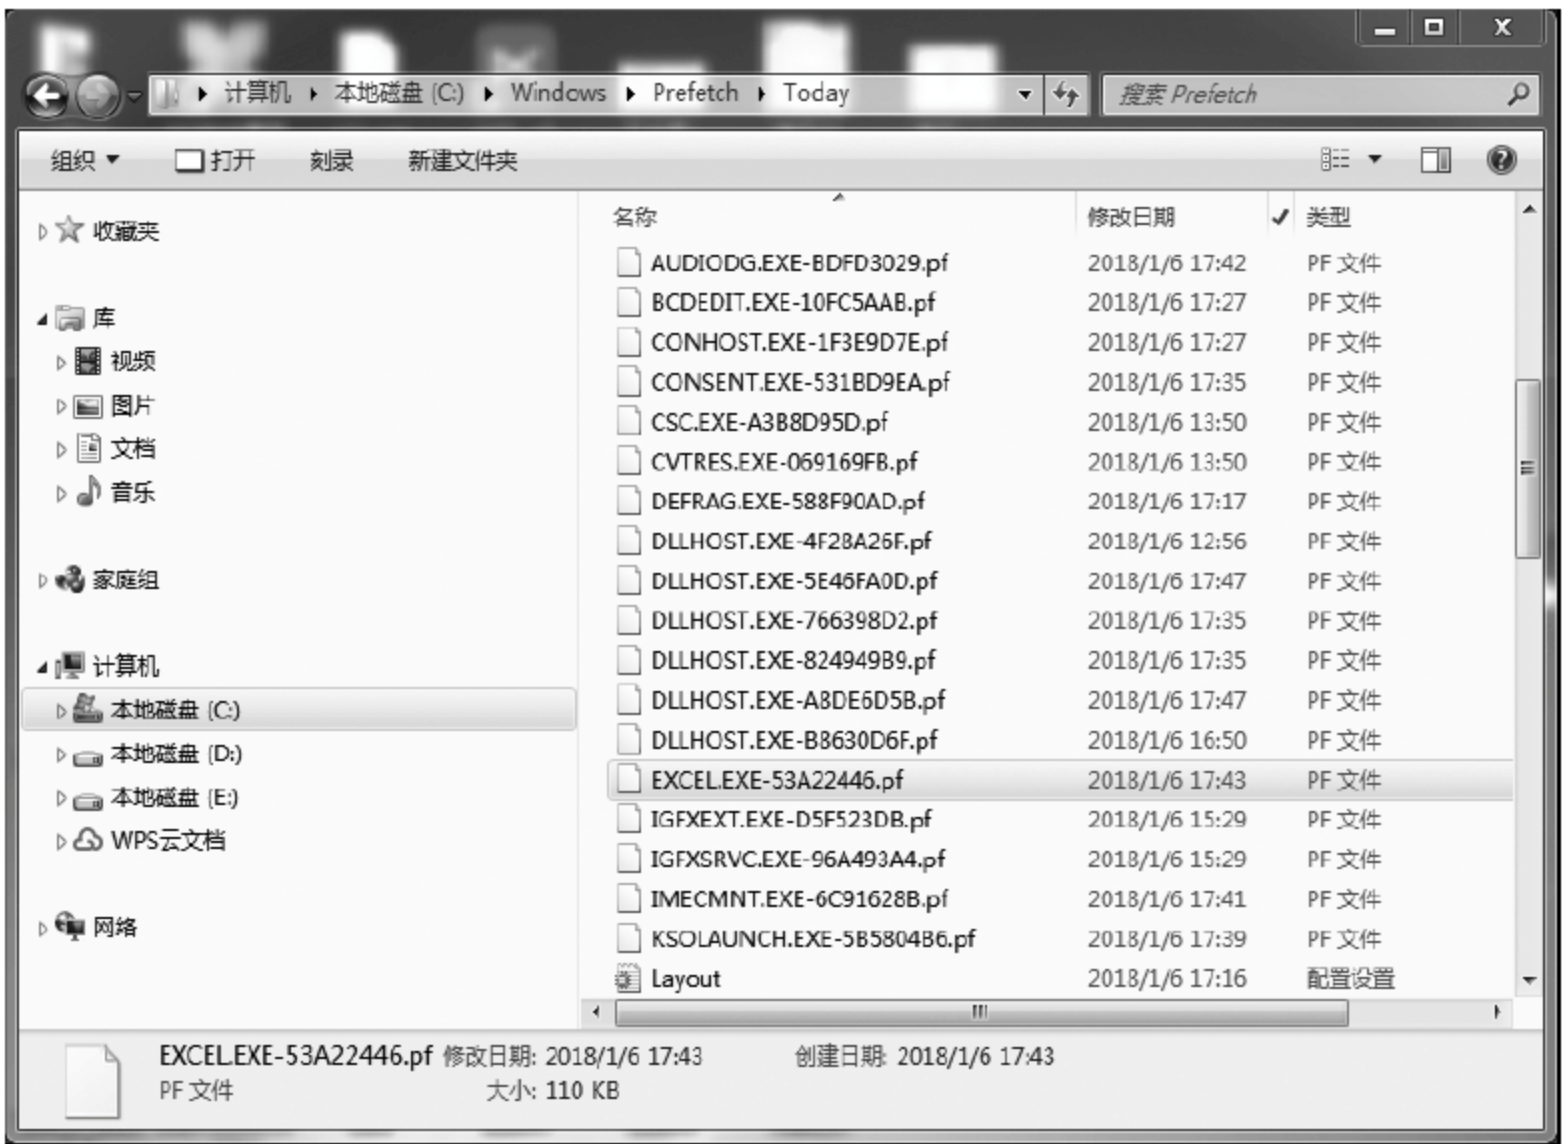 计算机 本地磁盘 (C:) Windows Prefetch Today 搜索 Prefetch
组织 打开 刻录 新建文件夹
收藏夹
库
视频
图片
文档
音乐
家庭组
计算机
本地磁盘 (C:)
本地磁盘 (D:)
本地磁盘 (E:)
WPS云文档
网络
名称 修改日期 类型
AUDIODG.EXE-BDFD3029.pf 2018/1/6 17:42 PF 文件
BCDEDIT.EXE-10FC5AAB.pf 2018/1/6 17:27 PF 文件
CONHOST.EXE-1F3E9D7E.pf 2018/1/6 17:27 PF 文件
CONSENT.EXE-531BD9EA.pf 2018/1/6 17:35 PF 文件
CSC.EXE-A3B8D95D.pf 2018/1/6 13:50 PF 文件
CVTRES.EXE-069169FB.pf 2018/1/6 13:50 PF 文件
DEFRAG.EXE-588F90AD.pf 2018/1/6 17:17 PF 文件
DLLHOST.EXE-4F28A26F.pf 2018/1/6 12:56 PF 文件
DLLHOST.EXE-5E46FA0D.pf 2018/1/6 17:47 PF 文件
DLLHOST.EXE-766398D2.pf 2018/1/6 17:35 PF 文件
DLLHOST.EXE-824949B9.pf 2018/1/6 17:35 PF 文件
DLLHOST.EXE-A8DE6D5B.pf 2018/1/6 17:47 PF 文件
DLLHOST.EXE-B8630D6F.pf 2018/1/6 16:50 PF 文件
EXCEL.EXE-53A22446.pf 2018/1/6 17:43 PF 文件
IGFXEXT.EXE-D5F523DB.pf 2018/1/6 15:29 PF 文件
IGFXSRVC.EXE-96A493A4.pf 2018/1/6 15:29 PF 文件
IMECMNT.EXE-6C91628B.pf 2018/1/6 17:41 PF 文件
KSOLAUNCH.EXE-5B5804B6.pf 2018/1/6 17:39 PF 文件
Layout 2018/1/6 17:16 配置设置
EXCEL.EXE-53A22446.pf 修改日期: 2018/1/6 17:43 创建日期: 2018/1/6 17:43
PF 文件 大小: 110 KB